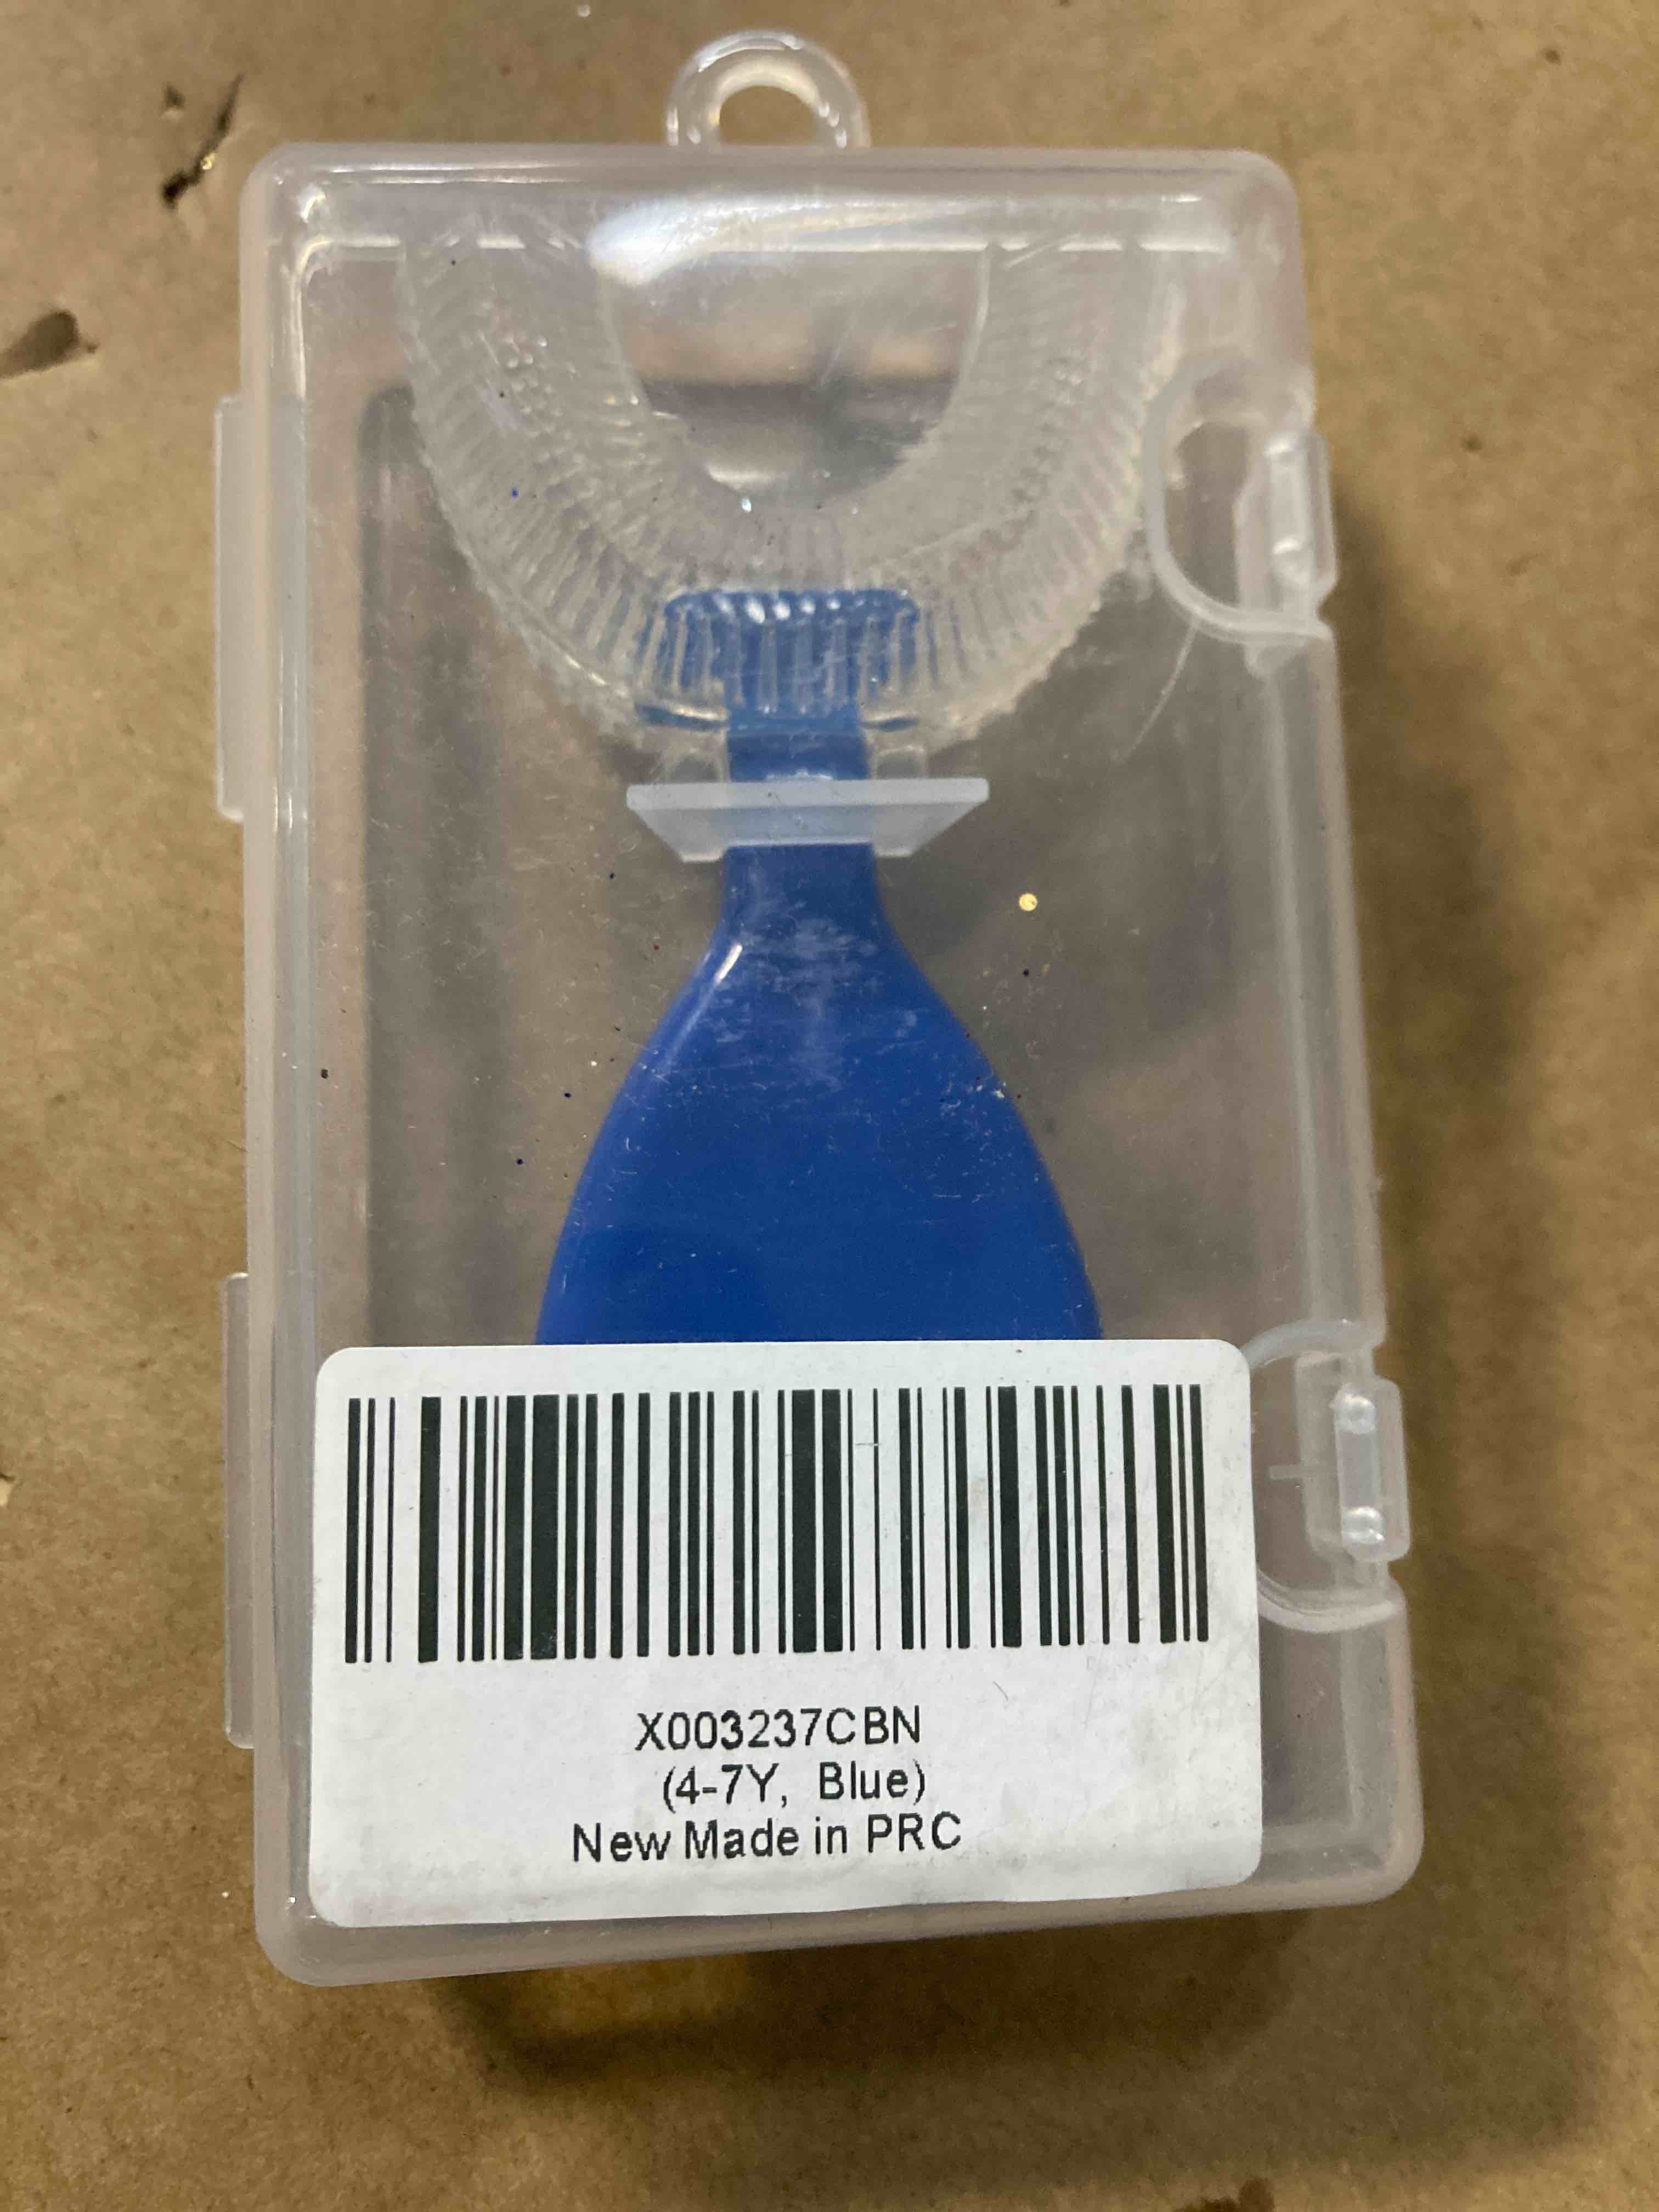 X003237CBN
(4-7Y, Blue)
New Made in PRC